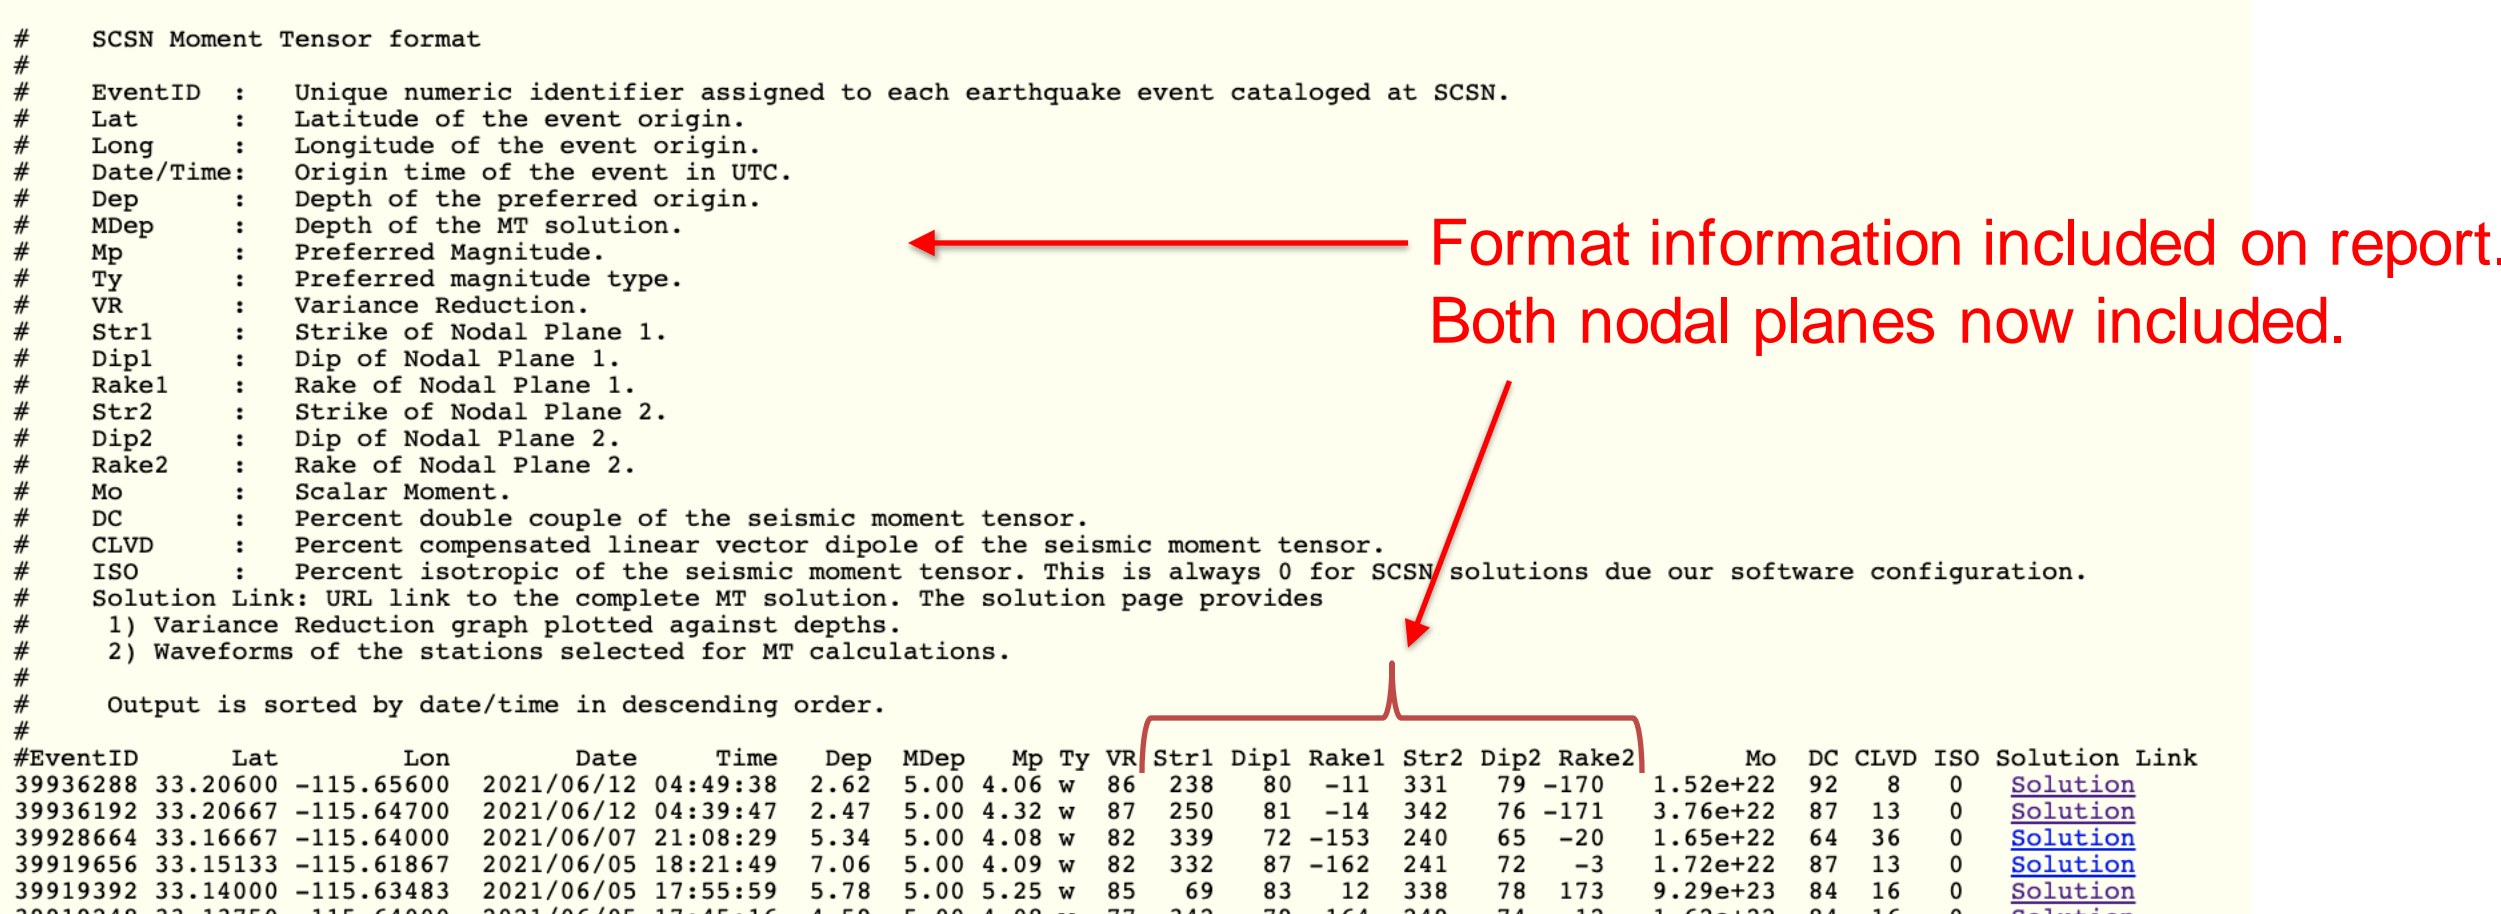 #    SCSN Moment Tensor format
#
#    EventID  :   Unique numeric identifier assigned to each earthquake event cataloged at SCSN.
#    Lat      :   Latitude of the event origin.
#    Long     :   Longitude of the event origin.
#    Date/Time:   Origin time of the event in UTC.
#    Dep      :   Depth of the preferred origin.
#    MDep     :   Depth of the MT solution.
#    Mp       :   Preferred Magnitude.
#    Ty       :   Preferred magnitude type.
#    VR       :   Variance Reduction.
#    Str1     :   Strike of Nodal Plane 1.
#    Dip1     :   Dip of Nodal Plane 1.
#    Rake1    :   Rake of Nodal Plane 1.
#    Str2     :   Strike of Nodal Plane 2.
#    Dip2     :   Dip of Nodal Plane 2.
#    Rake2    :   Rake of Nodal Plane 2.
#    Mo       :   Scalar Moment.
#    DC       :   Percent double couple of the seismic moment tensor.
#    CLVD     :   Percent compensated linear vector dipole of the seismic moment tensor.
#    ISO      :   Percent isotropic of the seismic moment tensor. This is always 0 for SCSN solutions due our software configuration.
#    Solution Link: URL link to the complete MT solution. The solution page provides
#     1) Variance Reduction graph plotted against depths.
#     2) Waveforms of the stations selected for MT calculations.
#
#     Output is sorted by date/time in descending order.
#
Format information included on report.
Both nodal planes now included.
#EventID Lat Lon Date Time Dep MDep Mp Ty VR Str1 Dip1 Rake1 Str2 Dip2 Rake2 Mo DC CLVD ISO Solution Link
39936288 33.20600 -115.65600 2021/06/12 04:49:38 2.62 5.00 4.06 w 86 238 80 -11 331 79 -170 1.52e+22 92 8 0 Solution
39936192 33.20667 -115.64700 2021/06/12 04:39:47 2.47 5.00 4.32 w 87 250 81 -14 342 76 -171 3.76e+22 87 13 0 Solution
39928664 33.16667 -115.64000 2021/06/07 21:08:29 5.34 5.00 4.08 w 82 339 72 -153 240 65 -20 1.65e+22 64 36 0 Solution
39919656 33.15133 -115.61867 2021/06/05 18:21:49 7.06 5.00 4.09 w 82 332 87 -162 241 72 -3 1.72e+22 87 13 0 Solution
39919392 33.14000 -115.63483 2021/06/05 17:55:59 5.78 5.00 5.25 w 85 69 83 12 338 78 173 9.29e+23 84 16 0 Solution